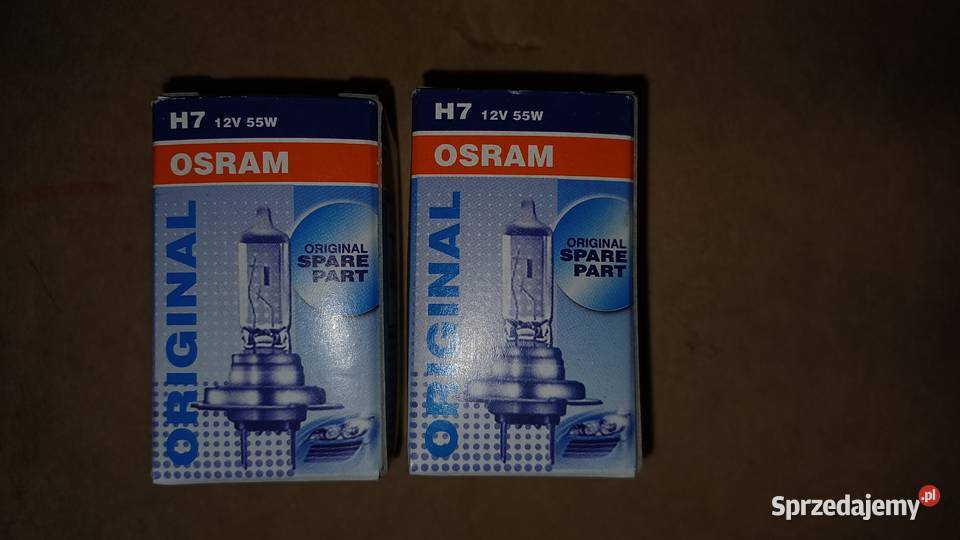 H7 12V 55W
OSRAM
ORIGINAL
ORIGINAL
SPARE
PART
H7 12V 55W
OSRAM
ORIGINAL
ORIGINAL
SPARE
PART
Sprzedajemy.pl